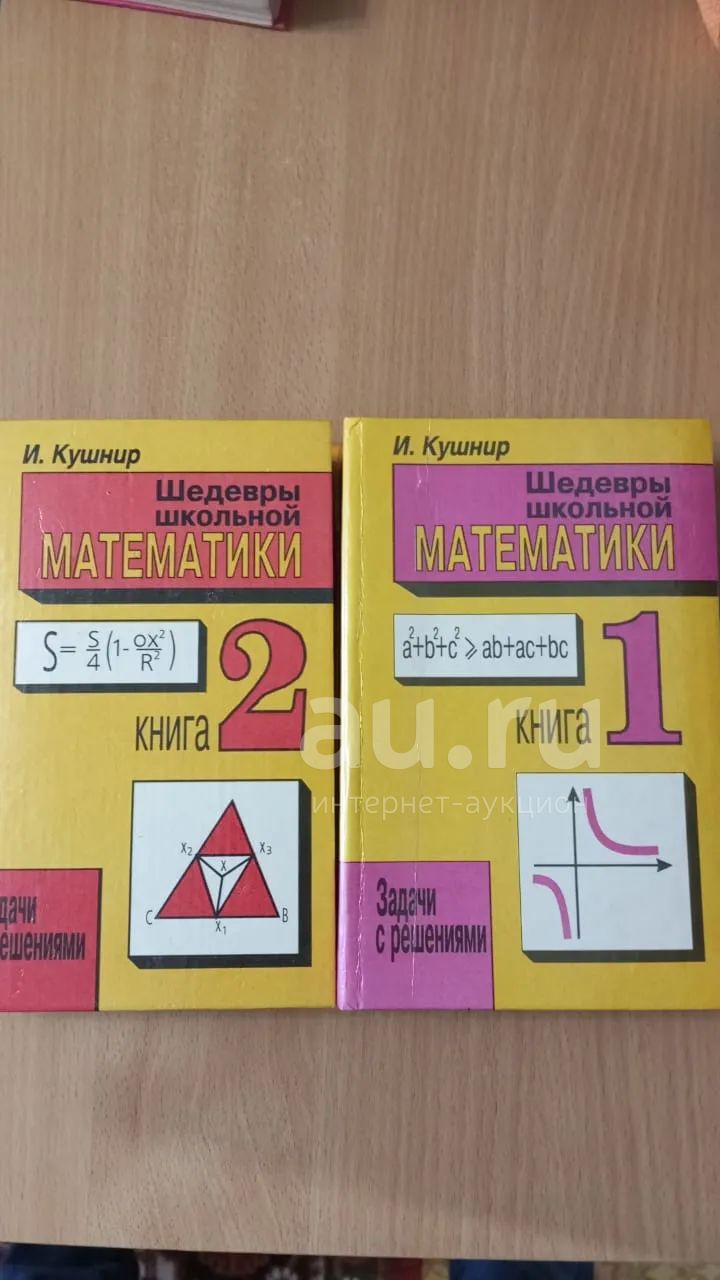 И. Кушнир
Шедевры
школьной
МАТЕМАТИКИ
S= S/4 (1- OX²/R²)
книга 2
X₂ X₃
X
C X₁ B
дачи
ешениями
И. Кушнир
Шедевры
школьной
МАТЕМАТИКИ
a²+b²+c²⩾ab+ac+bc
книга 1
Задачи
с решениями
au.ru
интернет-аукцион